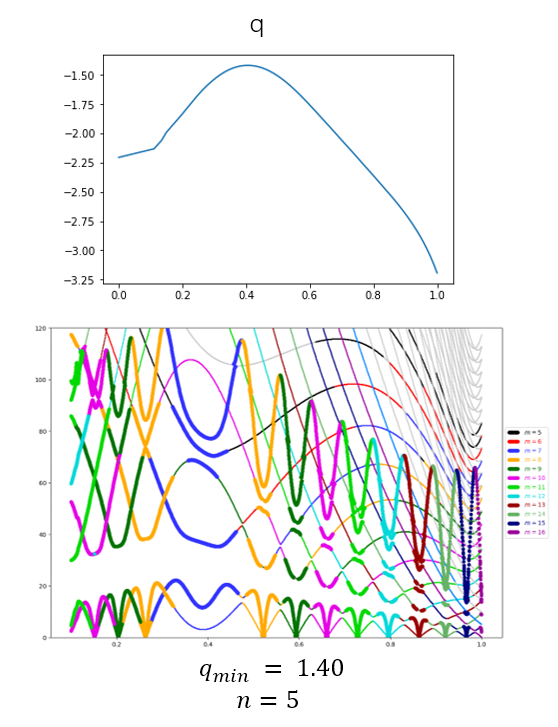 q
−1.50
−1.75
−2.00
−2.25
−2.50
−2.75
−3.00
−3.25
0.0 0.2 0.4 0.6 0.8 1.0
120
100
80
60
40
20
0
0.2 0.4 0.6 0.8 1.0
m = 5
m = 6
m = 7
m = 8
m = 9
m = 10
m = 11
m = 12
m = 13
m = 14
m = 15
m = 16
q_min = 1.40
n = 5